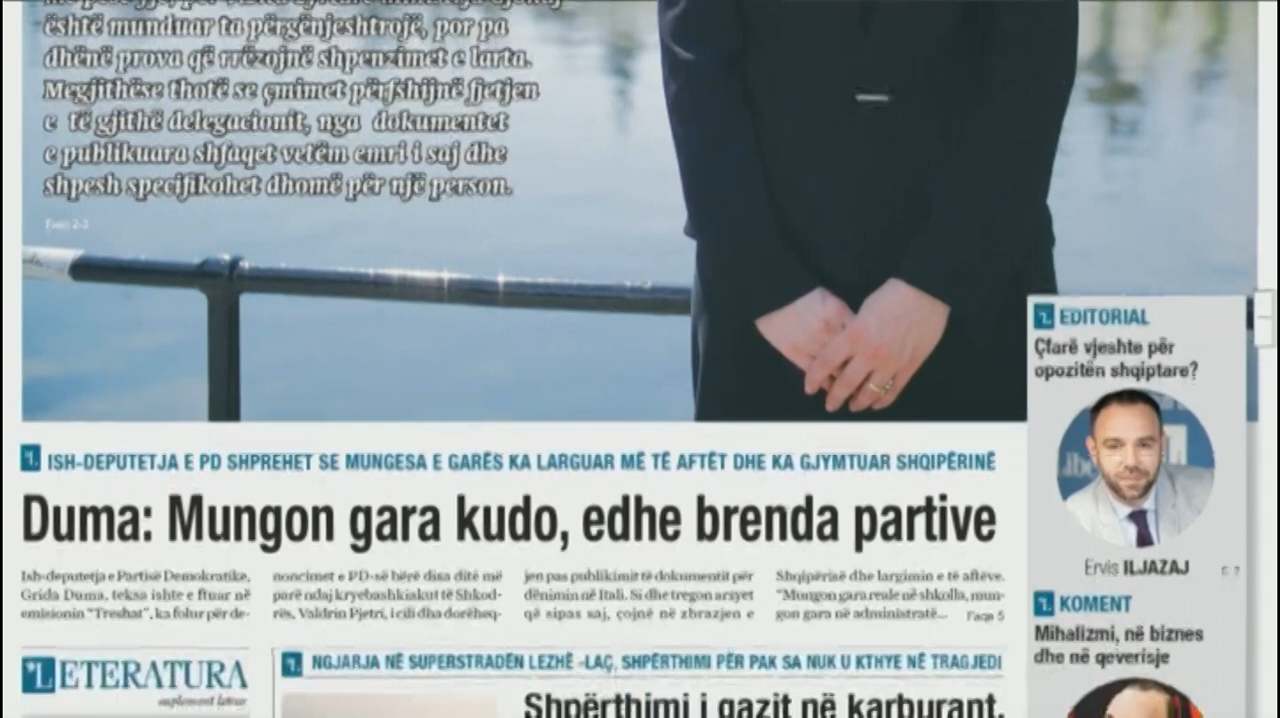 është munduar ta përgënjeshtrojë, por pa
dhënë prova që rrëzojnë shpenzimet e larta.
Megjithëse thotë se çmimet përfshijnë fjetjen
e të gjithë delegacionit, nga dokumentet
e publikuara shfaqet vetëm emri i saj dhe
shpesh specifikohet dhomë për një person.
2-3
EDITORIAL
Çfarë vjeshte për
opozitën shqiptare?
Ervis ILJAZAJ
ISH-DEPUTETJA E PD SHPREHET SE MUNGESA E GARËS KA LARGUAR MË TË AFTËT DHE KA GJYMTUAR SHQIPËRINË
Duma: Mungon gara kudo, edhe brenda partive
Ish-deputetja e Partisë Demokratike,
Grida Duma, teksa ishte e ftuar në
emisionin "Treshat", ka folur për de-
noncimet e PD-së bërë disa ditë më
parë ndaj kryebashkiakut të Shkod-
rës, Valdrin Pjetri, i cili dha dorëheq-
jen pas publikimit të dokumentit për
dënimin në Itali. Si dhe tregon arsyet
që sipas saj, çojnë në zbrazjen e
Shqipërisë dhe largimin e të aftëve.
"Mungon gara reale në shkolla, mun-
gon gara në administratë... Faqe 5
KOMENT
Mihalizmi, në biznes
dhe në qeverisje
LETERATURA
suplement letrar
NGJARJA NË SUPERSTRADËN LEZHË -LAÇ, SHPËRTHIMI PËR PAK SA NUK U KTHYE NË TRAGJEDI
Shpërthimi i gazit në karburant,